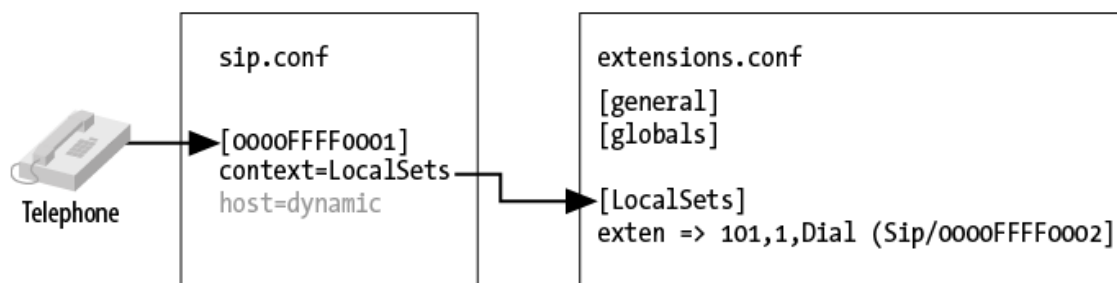 Telephone
sip.conf
[0000FFFF0001]
context=LocalSets
host=dynamic
extensions.conf
[general]
[globals]
[LocalSets]
exten => 101,1,Dial (Sip/0000FFFF0002]